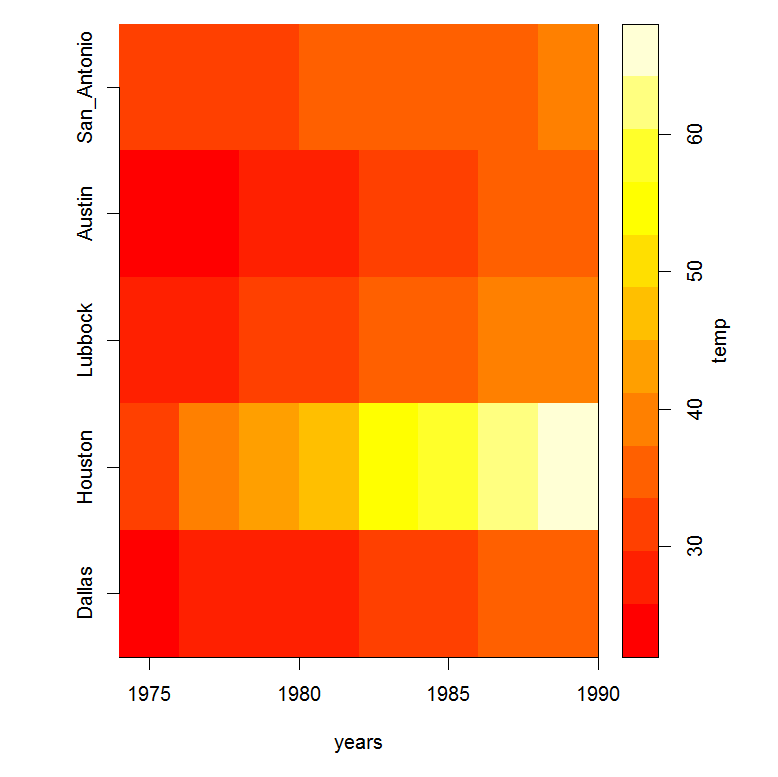 San_Antonio
Austin
Lubbock
Houston
Dallas
1975 1980 1985 1990
years
60
50
40
30
temp